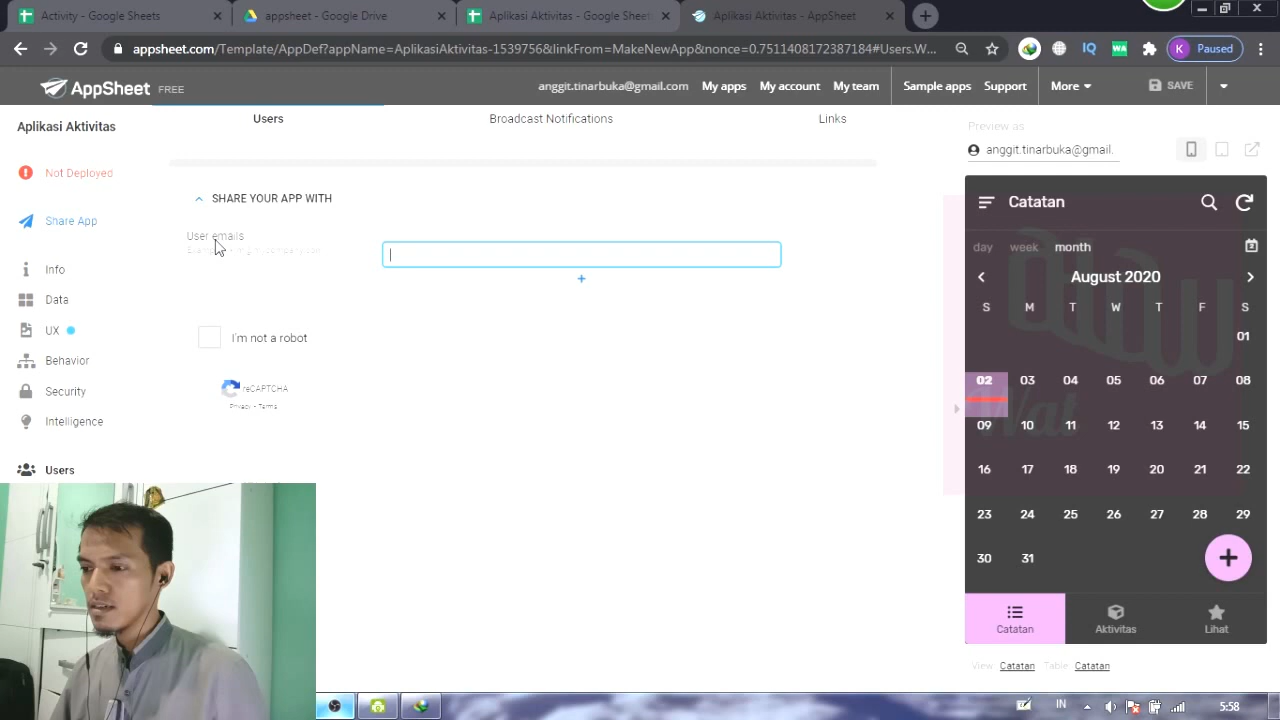 Activity - Google Sheets
appsheet - Google Drive
Aplikasi Aktivitas - Google Sheet
Aplikasi Aktivitas - AppSheet
appsheet.com/Template/AppDef?appName=AplikasiAktivitas-1539756&linkFrom=MakeNewApp&nonce=0.7511408172387184#Users.W...
IQ
WA
K Paused
AppSheet FREE
anggit.tinarbuka@gmail.com
My apps
My account
My team
Sample apps
Support
More
SAVE
Aplikasi Aktivitas
Users
Broadcast Notifications
Links
Preview as
anggit.tinarbuka@gmail.
Not Deployed
Share App
Info
Data
UX
Behavior
Security
Intelligence
Users
SHARE YOUR APP WITH
User emails
I'm not a robot
reCAPTCHA
Privacy - Terms
Catatan
day week month
August 2020
S M T W T F S
01
02 03 04 05 06 07 08
09 10 11 12 13 14 15
16 17 18 19 20 21 22
23 24 25 26 27 28 29
30 31
Catatan
Aktivitas
Lihat
View: Catatan Table: Catatan
IN
5:58